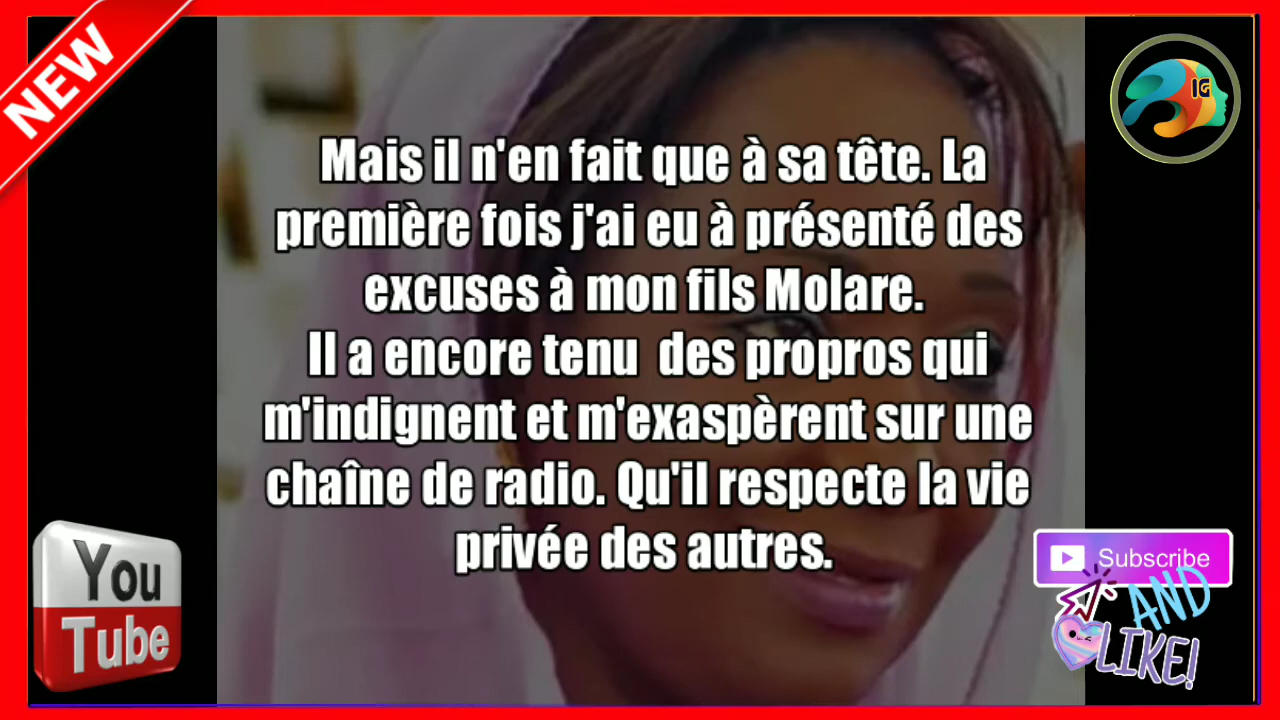 NEW
IG
Mais il n'en fait que à sa tête. La
première fois j'ai eu à présenté des
excuses à mon fils Molare.
Il a encore tenu  des propros qui
m'indignent et m'exaspèrent sur une
chaîne de radio. Qu'il respecte la vie
privée des autres.
You
Tube
Subscribe
AND
LIKE!